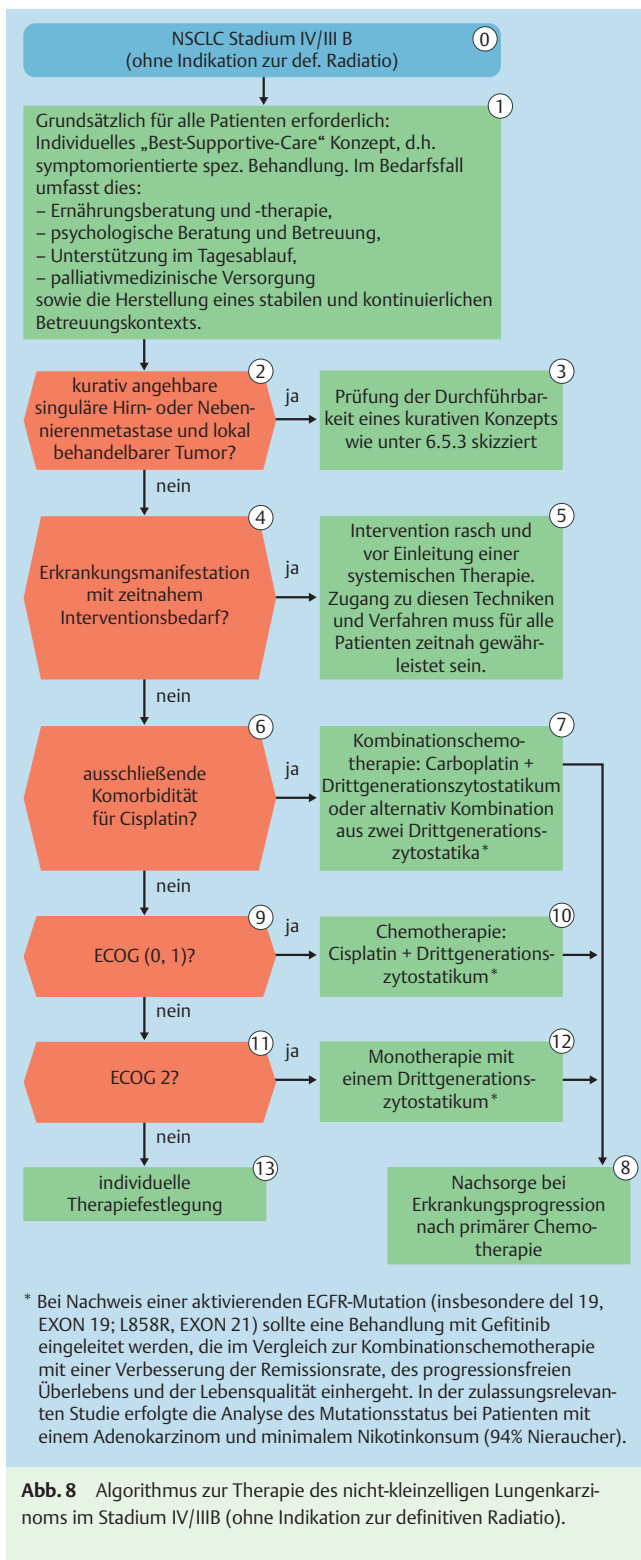 NSCLC Stadium IV/III B
(ohne Indikation zur def. Radiatio)
0
1
Grundsätzlich für alle Patienten erforderlich:
Individuelles „Best-Supportive-Care“ Konzept, d.h.
symptomorientierte spez. Behandlung. Im Bedarfsfall
umfasst dies:
– Ernährungsberatung und -therapie,
– psychologische Beratung und Betreuung,
– Unterstützung im Tagesablauf,
– palliativmedizinische Versorgung
sowie die Herstellung eines stabilen und kontinuierlichen
Betreuungskontexts.
2
kurativ angehbare
singuläre Hirn- oder Neben-
nierenmetastase und lokal
behandelbarer Tumor?
ja
3
Prüfung der Durchführbar-
keit eines kurativen Konzepts
wie unter 6.5.3 skizziert
nein
4
Erkrankungsmanifestation
mit zeitnahem
Interventionsbedarf?
ja
5
Intervention rasch und
vor Einleitung einer
systemischen Therapie.
Zugang zu diesen Techniken
und Verfahren muss für alle
Patienten zeitnah gewähr-
leistet sein.
nein
6
ausschließende
Komorbidität
für Cisplatin?
ja
7
Kombinationschemo-
therapie: Carboplatin +
Drittgenerationszytostatikum
oder alternativ Kombination
aus zwei Drittgenerations-
zytostatika*
nein
9
ECOG (0, 1)?
ja
10
Chemotherapie:
Cisplatin + Drittgenerations-
zytostatikum*
nein
11
ECOG 2?
ja
12
Monotherapie mit
einem Drittgenerations-
zytostatikum*
nein
13
individuelle
Therapiefestlegung
8
Nachsorge bei
Erkrankungsprogression
nach primärer Chemo-
therapie
* Bei Nachweis einer aktivierenden EGFR-Mutation (insbesondere del 19,
EXON 19; L858R, EXON 21) sollte eine Behandlung mit Gefitinib
eingeleitet werden, die im Vergleich zur Kombinationschemotherapie
mit einer Verbesserung der Remissionsrate, des progressionsfreien
Überlebens und der Lebensqualität einhergeht. In der zulassungsrelevan-
ten Studie erfolgte die Analyse des Mutationsstatus bei Patienten mit
einem Adenokarzinom und minimalem Nikotinkonsum (94% Nieraucher).
Abb. 8 Algorithmus zur Therapie des nicht-kleinzelligen Lungenkarzi-
noms im Stadium IV/IIIB (ohne Indikation zur definitiven Radiatio).